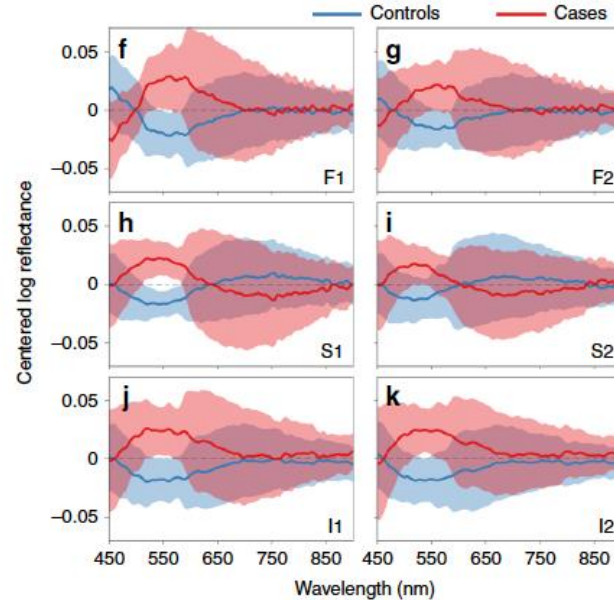 Controls Cases
f g
0.05
0
−0.05
F1 F2
h i
0.05
0
−0.05
S1 S2
j k
0.05
0
−0.05
I1 I2
450 550 650 750 850 450 550 650 750 850
Wavelength (nm)
Centered log reflectance